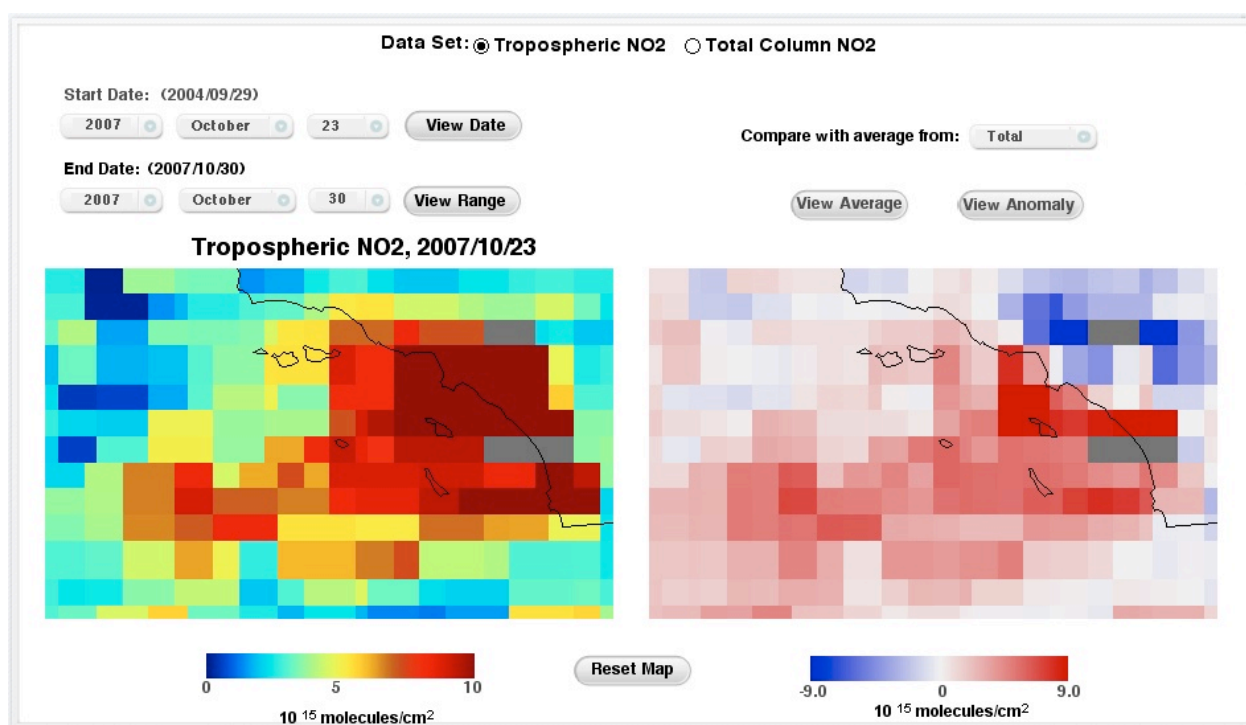 Data Set: Tropospheric NO2 Total Column NO2
Start Date: (2004/09/29)
2007 October 23 View Date
Compare with average from: Total
End Date: (2007/10/30)
2007 October 30 View Range
View Average View Anomaly
Tropospheric NO2, 2007/10/23
0 5 10
10 15 molecules/cm2
Reset Map
-9.0 0 9.0
10 15 molecules/cm2